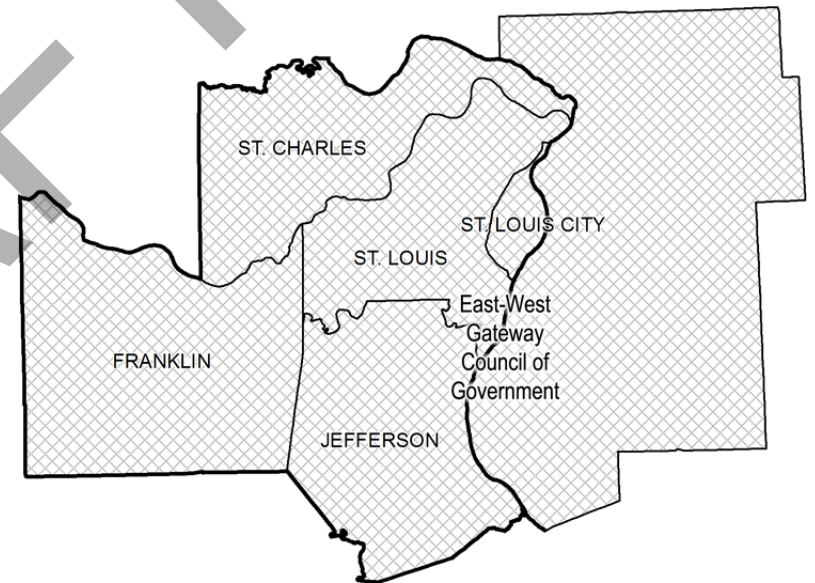 ST. CHARLES
ST. LOUIS CITY
ST. LOUIS
East-West
Gateway
Council of
Government
FRANKLIN
JEFFERSON